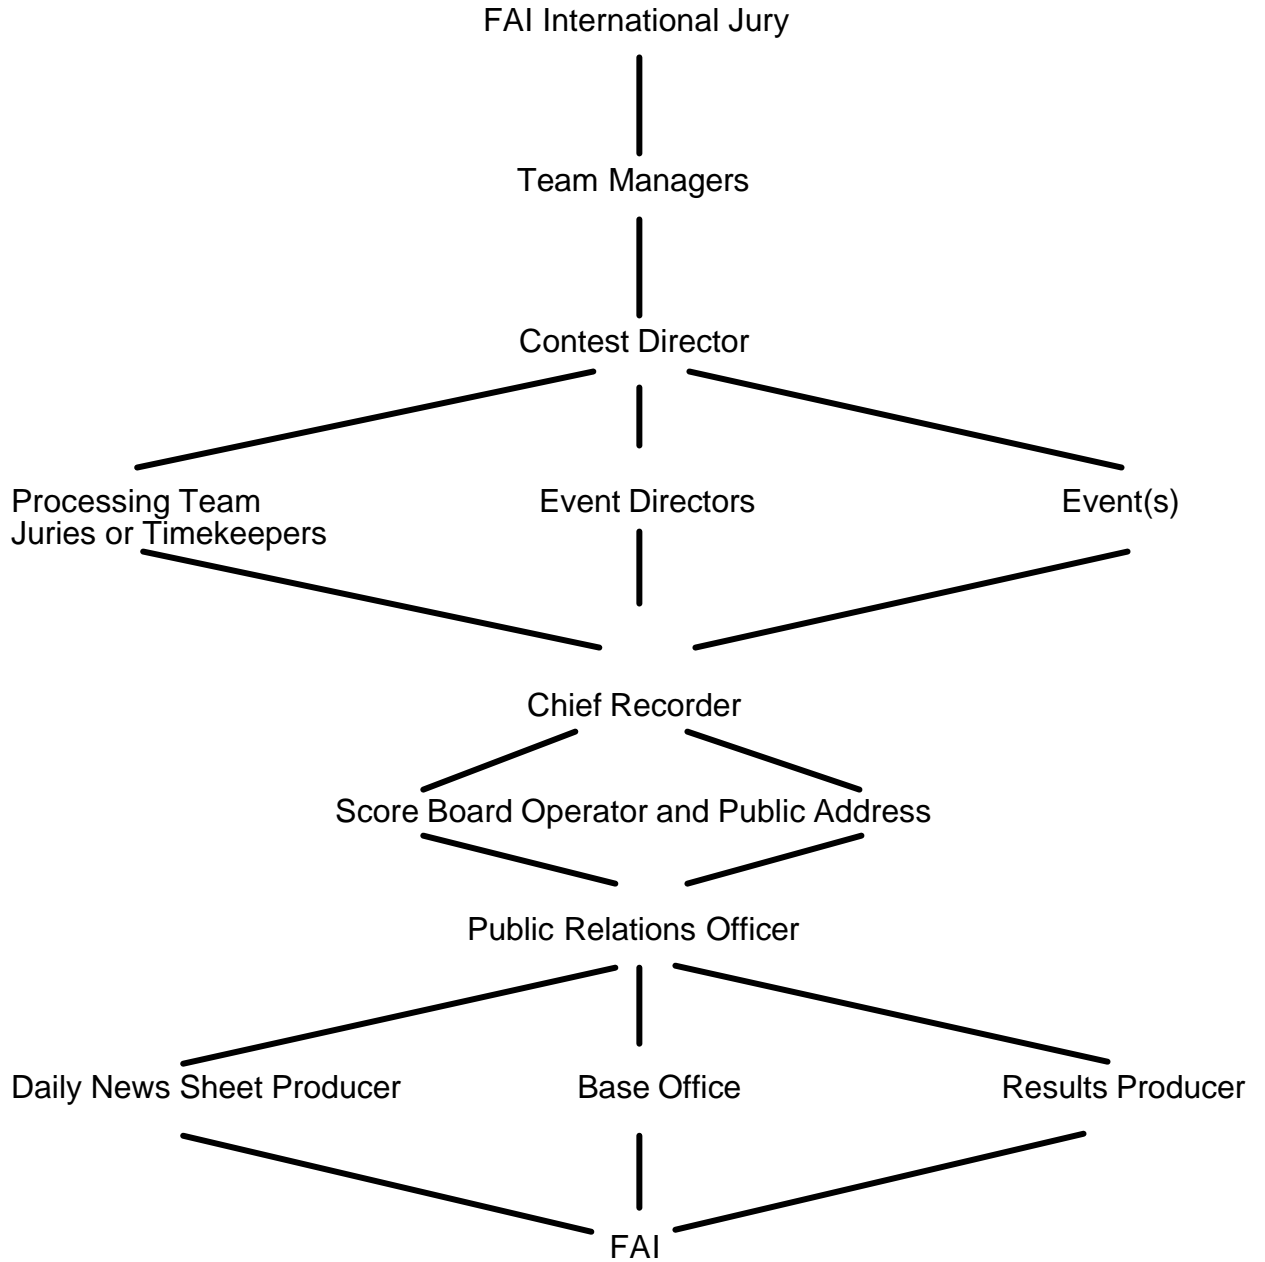 FAI International Jury
Team Managers
Contest Director
Processing Team
Juries or Timekeepers
Event Directors
Event(s)
Chief Recorder
Score Board Operator and Public Address
Public Relations Officer
Daily News Sheet Producer
Base Office
Results Producer
FAI